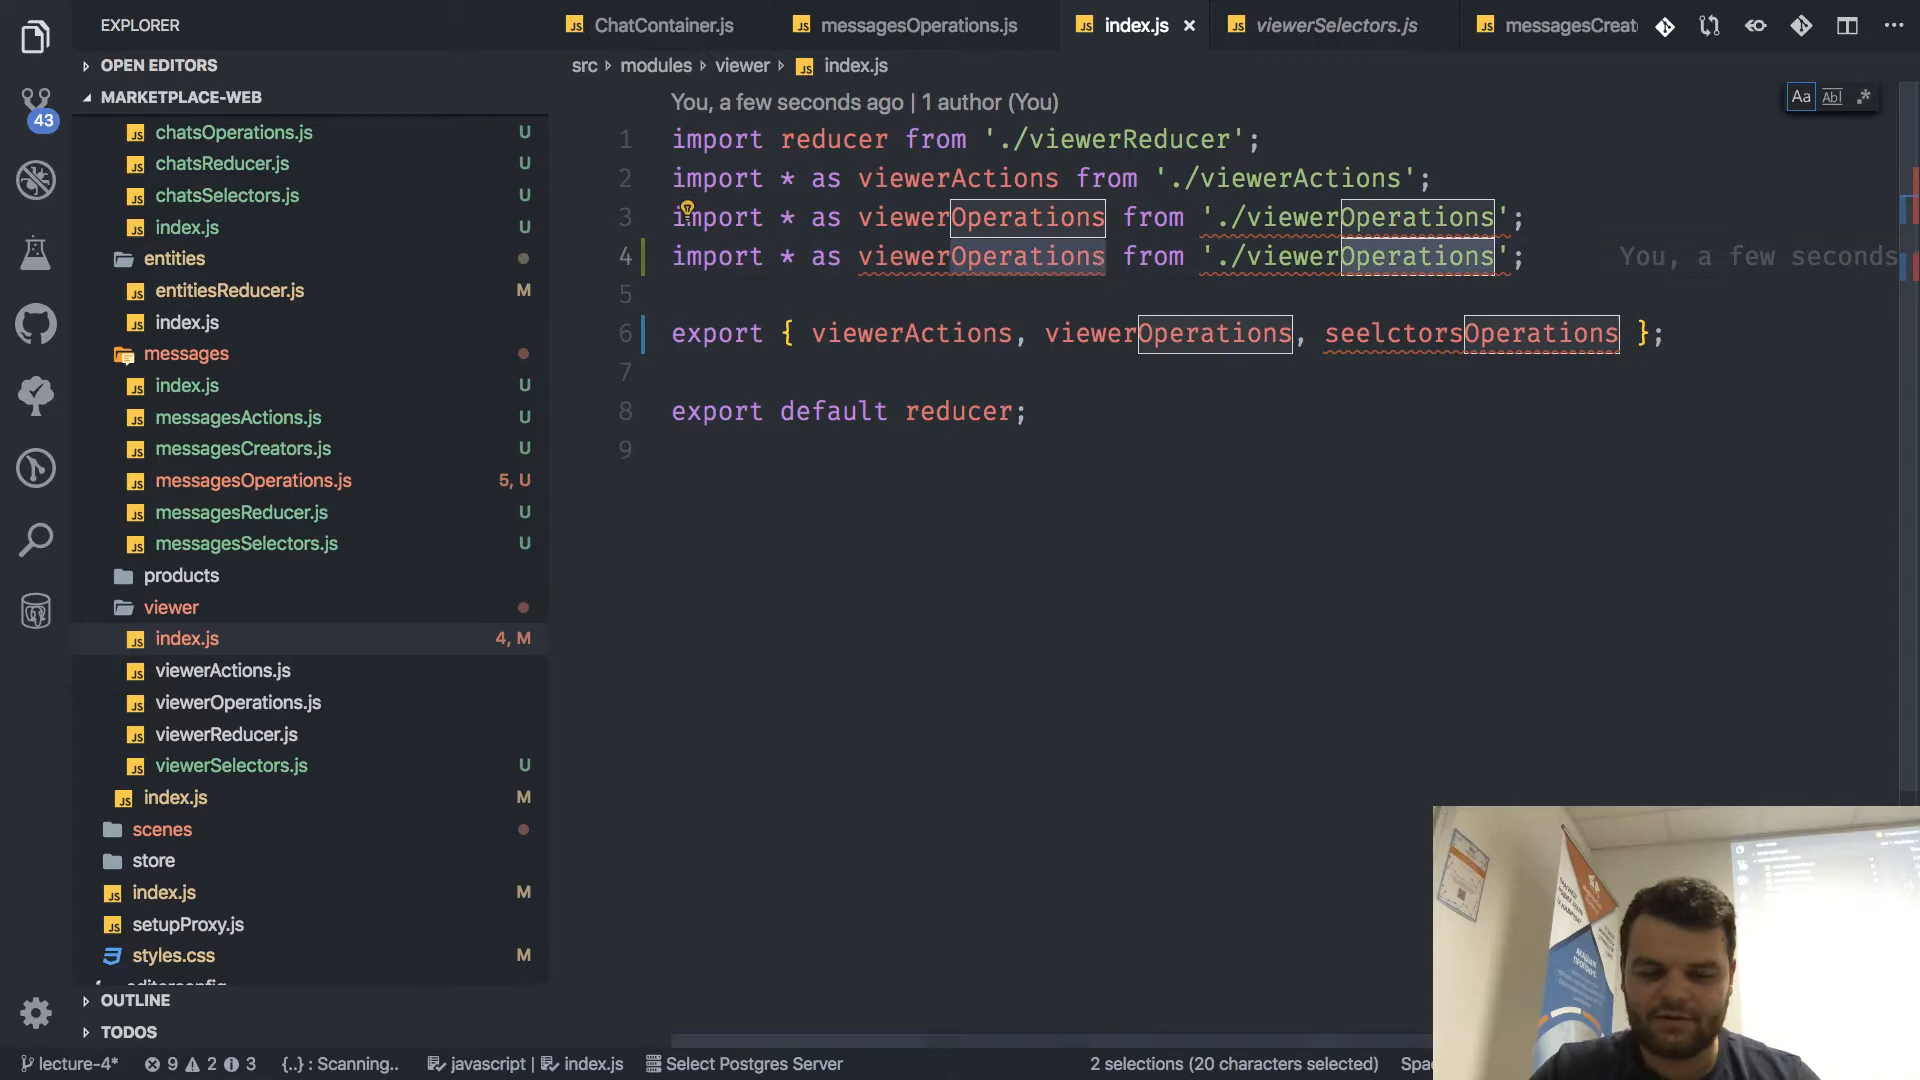 EXPLORER
OPEN EDITORS
MARKETPLACE-WEB
chatsOperations.js U
chatsReducer.js U
chatsSelectors.js U
index.js U
entities
entitiesReducer.js M
index.js
messages
index.js U
messagesActions.js U
messagesCreators.js U
messagesOperations.js 5, U
messagesReducer.js U
messagesSelectors.js U
products
viewer
index.js 4, M
viewerActions.js
viewerOperations.js
viewerReducer.js
viewerSelectors.js U
index.js M
scenes
store
index.js M
setupProxy.js
styles.css M
OUTLINE
TODOS
43
ChatContainer.js messagesOperations.js index.js × viewerSelectors.js messagesCreat
src › modules › viewer › JS index.js
Aa Abl .*
You, a few seconds ago | 1 author (You)
1 import reducer from './viewerReducer';
2 import * as viewerActions from './viewerActions';
3 import * as viewerOperations from './viewerOperations';
4 import * as viewerOperations from './viewerOperations'; You, a few seconds
5
6 export { viewerActions, viewerOperations, seelctorsOperations };
7
8 export default reducer;
9
lecture-4* 9 2 3 {..} : Scanning.. javascript | index.js Select Postgres Server 2 selections (20 characters selected) Spa